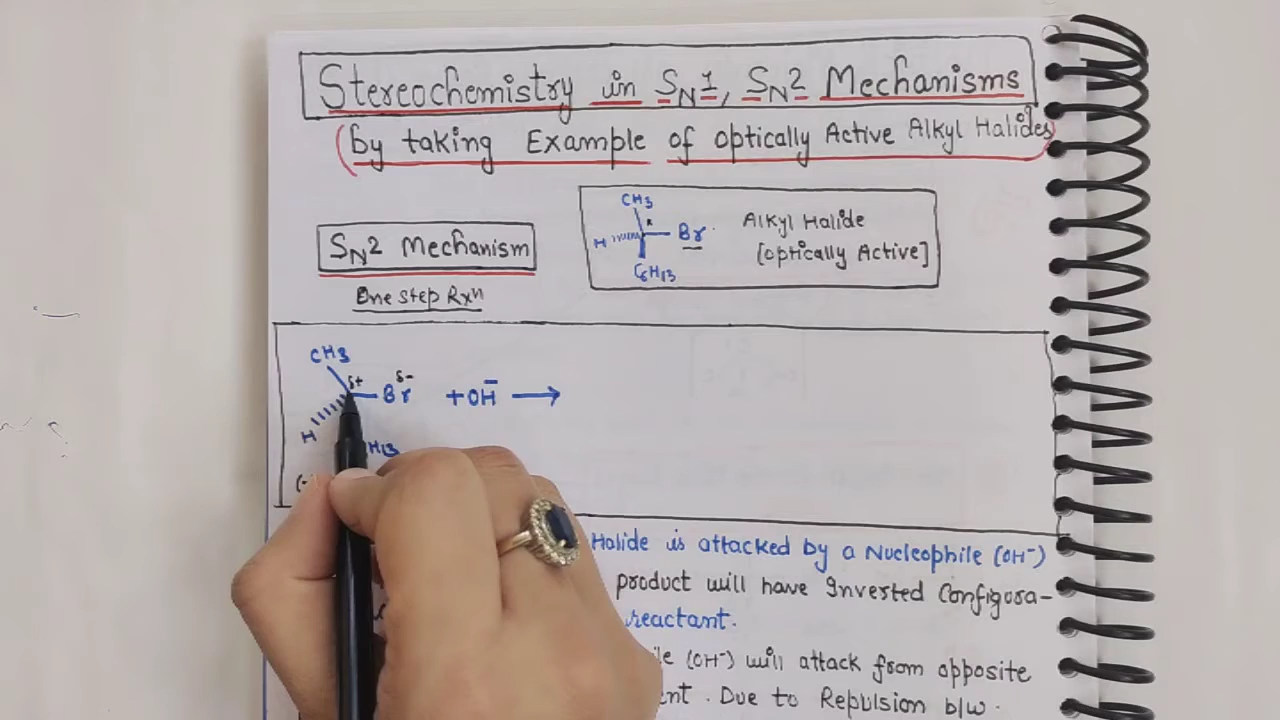 Stereochemistry in SN1, SN2 Mechanisms
(By taking Example of optically Active Alkyl Halides)
CH3
H Br
C6H13
Alkyl Halide
[optically Active]
SN2 Mechanism
One step Rxn
CH3
δ+ δ-
Br + OH̄ →
H
H13
Halide is attacked by a Nucleophile (OH-)
product will have Inverted Configura-
reactant.
(OH-) will attack from opposite
Due to Repulsion b/w.